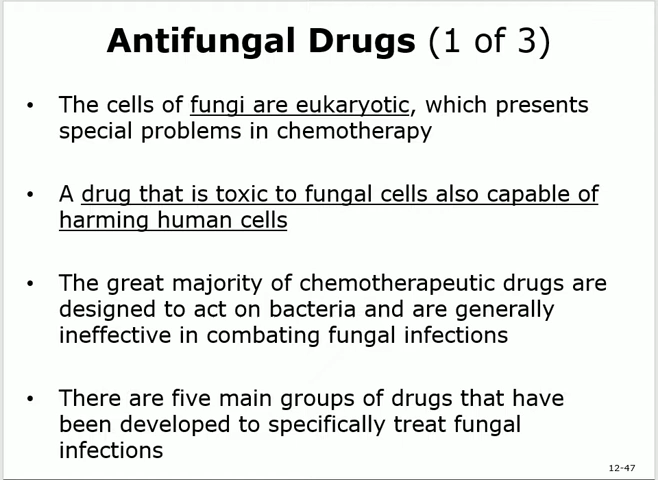 Antifungal Drugs (1 of 3)
• The cells of fungi are eukaryotic, which presents
special problems in chemotherapy
• A drug that is toxic to fungal cells also capable of
harming human cells
• The great majority of chemotherapeutic drugs are
designed to act on bacteria and are generally
ineffective in combating fungal infections
• There are five main groups of drugs that have
been developed to specifically treat fungal
infections
12-47